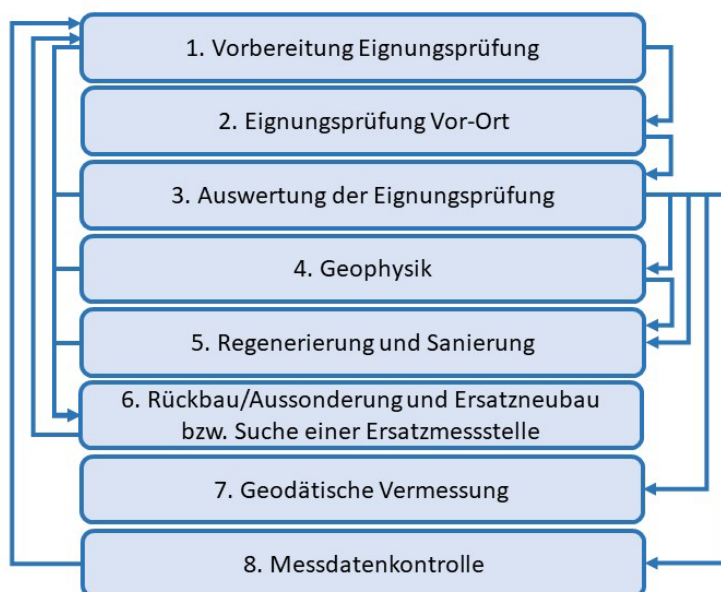 1. Vorbereitung Eignungsprüfung
2. Eignungsprüfung Vor-Ort
3. Auswertung der Eignungsprüfung
4. Geophysik
5. Regenerierung und Sanierung
6. Rückbau/Aussonderung und Ersatzneubau
bzw. Suche einer Ersatzmessstelle
7. Geodätische Vermessung
8. Messdatenkontrolle